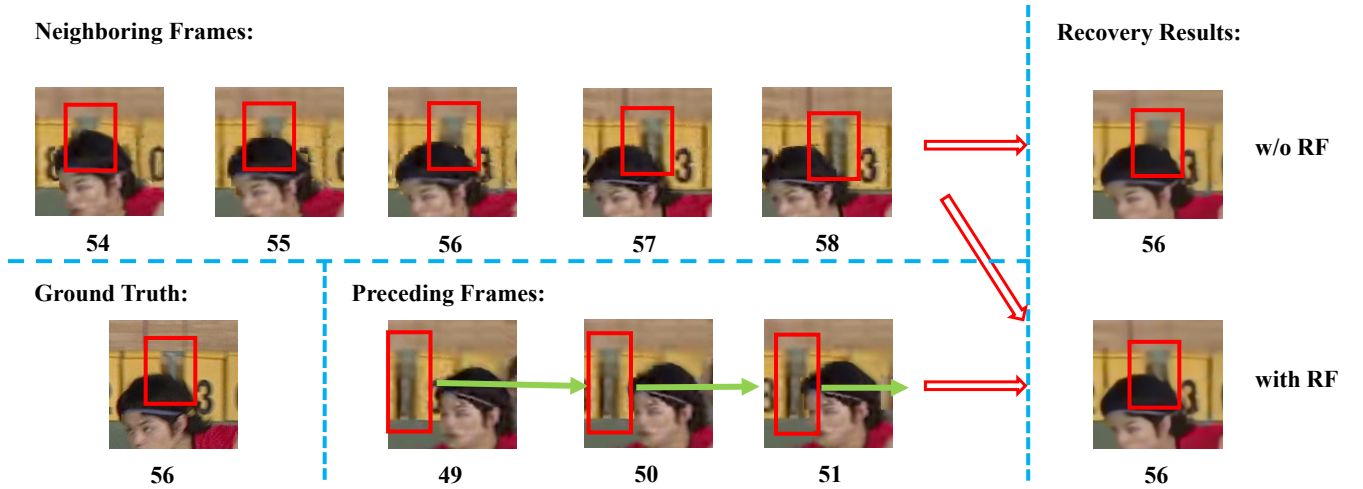 Neighboring Frames:
Recovery Results:
w/o RF
54 55 56 57 58 56
Ground Truth:
Preceding Frames:
with RF
56 49 50 51 56